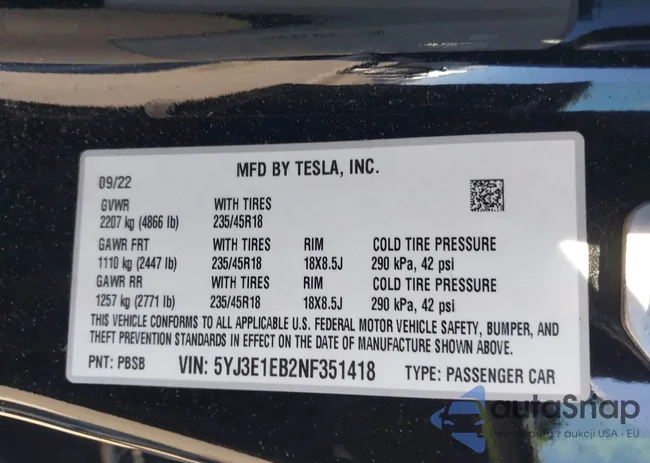 MFD BY TESLA, INC.
09/22
GVWR WITH TIRES
2207 kg (4866 lb) 235/45R18
GAWR FRT WITH TIRES RIM COLD TIRE PRESSURE
1110 kg (2447 lb) 235/45R18 18X8.5J 290 kPa, 42 psi
GAWR RR WITH TIRES RIM COLD TIRE PRESSURE
1257 kg (2771 lb) 235/45R18 18X8.5J 290 kPa, 42 psi
THIS VEHICLE CONFORMS TO ALL APPLICABLE U.S. FEDERAL MOTOR VEHICLE SAFETY, BUMPER, AND
THEFT PREVENTION STANDARDS IN EFFECT ON THE DATE OF MANUFACTURE SHOWN ABOVE.
PNT: PBSB VIN: 5YJ3E1EB2NF351418 TYPE: PASSENGER CAR
autoSnap
auta z aukcji USA - EU